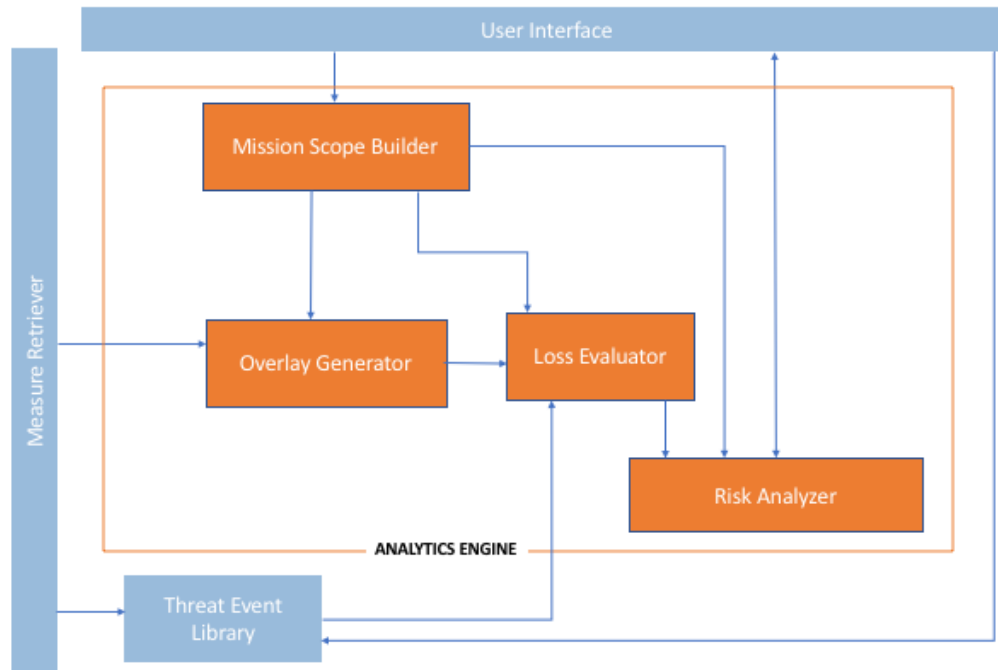 User Interface
Mission Scope Builder
Measure Retriever
Overlay Generator
Loss Evaluator
Risk Analyzer
ANALYTICS ENGINE
Threat Event
Library